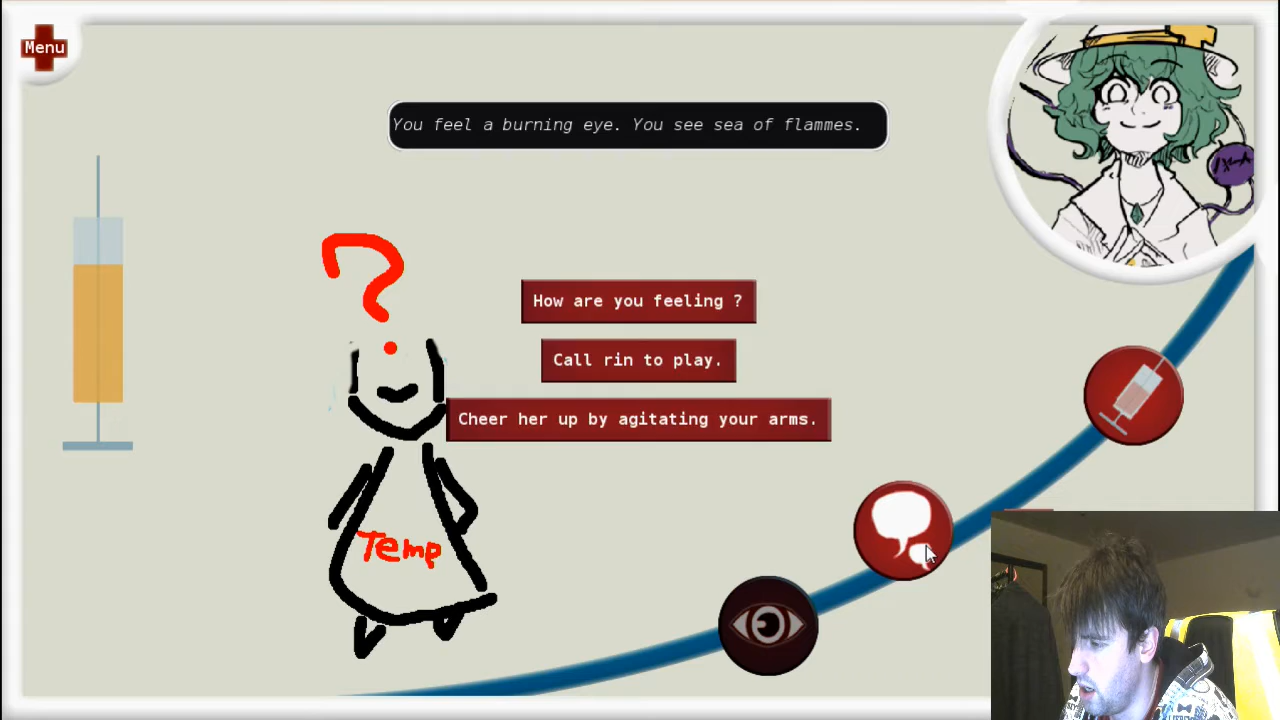 Menu
You feel a burning eye. You see sea of flammes.
How are you feeling ?
Call rin to play.
Cheer her up by agitating your arms.
Temp